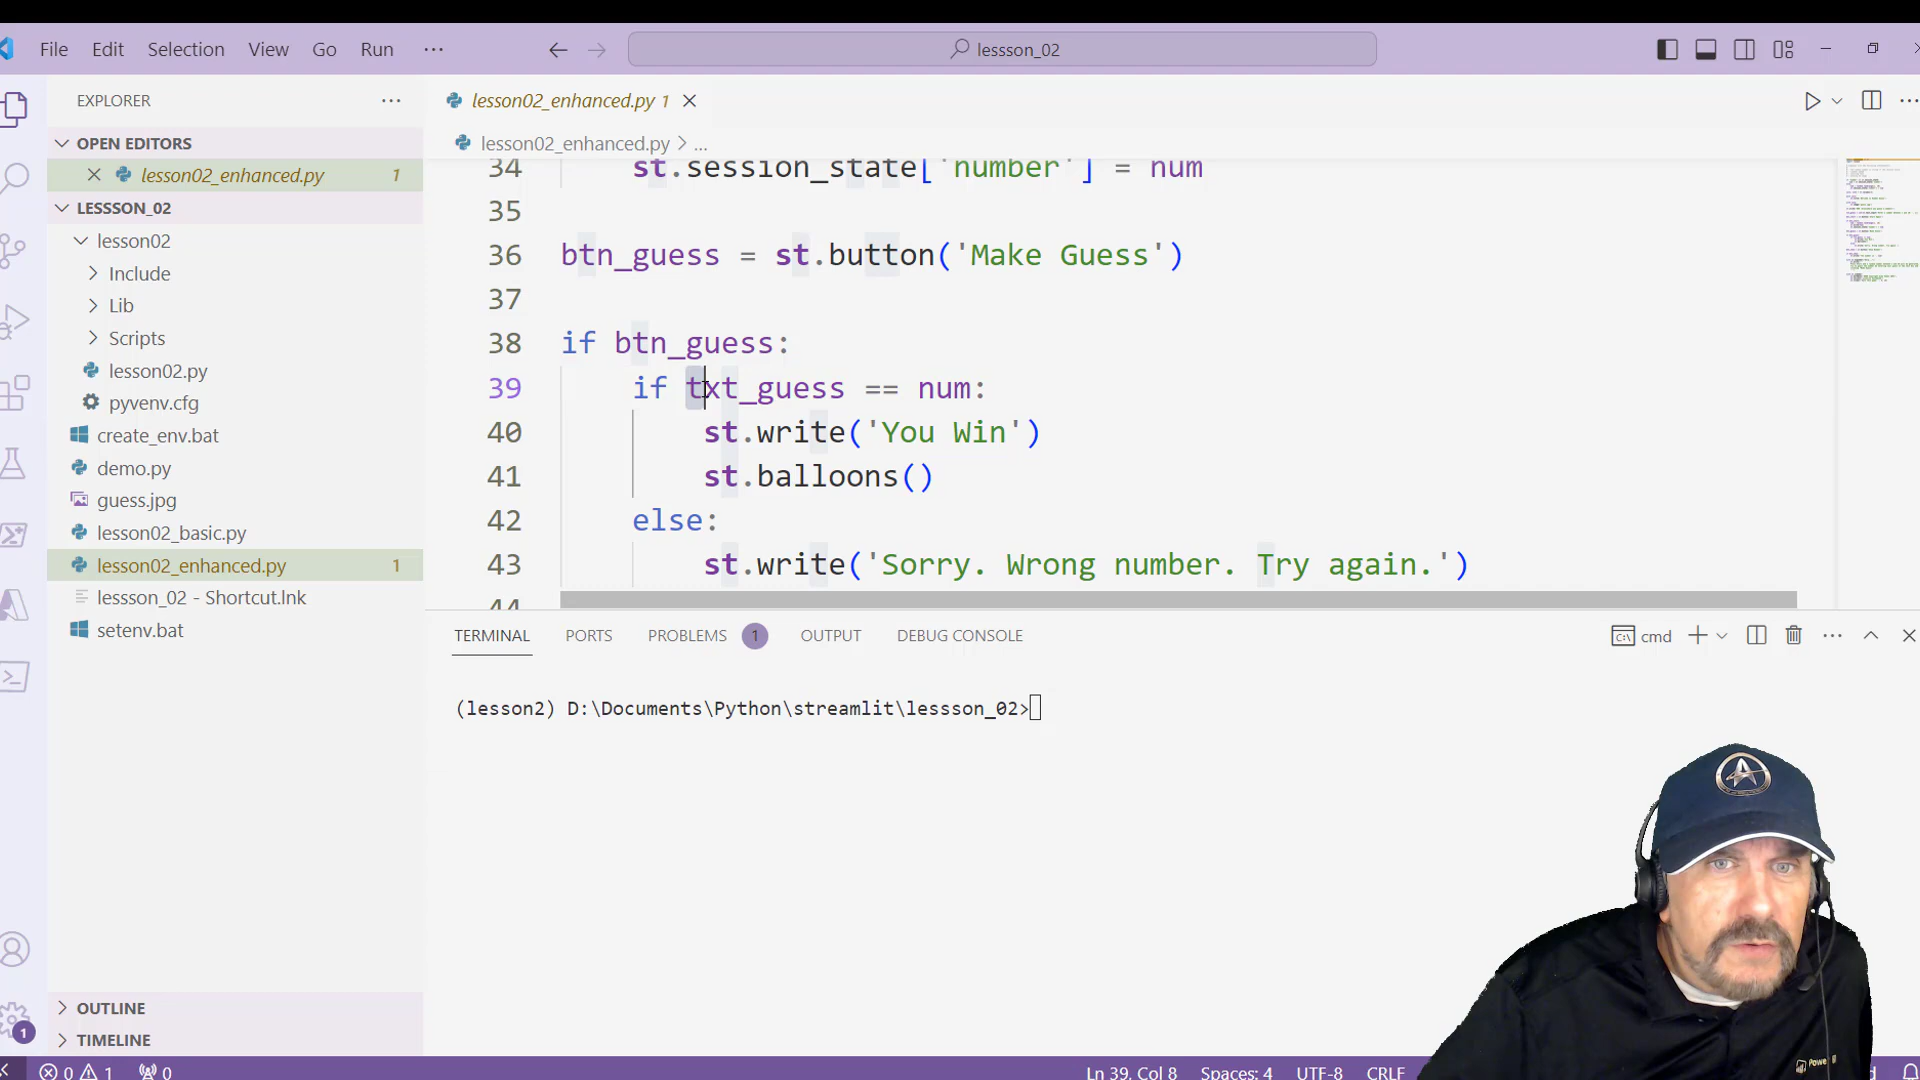 File Edit Selection View Go Run ··· lessson_02
EXPLORER ···
OPEN EDITORS
lesson02_enhanced.py 1
LESSSON_02
lesson02
Include
Lib
Scripts
lesson02.py
pyvenv.cfg
create_env.bat
demo.py
guess.jpg
lesson02_basic.py
lesson02_enhanced.py 1
lessson_02 - Shortcut.lnk
setenv.bat
OUTLINE
TIMELINE
lesson02_enhanced.py 1
lesson02_enhanced.py > ...
34 st.session_state['number'] = num
35
36 btn_guess = st.button('Make Guess')
37
38 if btn_guess:
39 if txt_guess == num:
40 st.write('You Win')
41 st.balloons()
42 else:
43 st.write('Sorry. Wrong number. Try again.')
44
TERMINAL PORTS PROBLEMS 1 OUTPUT DEBUG CONSOLE cmd
(lesson2) D:\Documents\Python\streamlit\lessson_02>
1
0 1 0 Ln 39, Col 8 Spaces: 4 UTF-8 CRLF